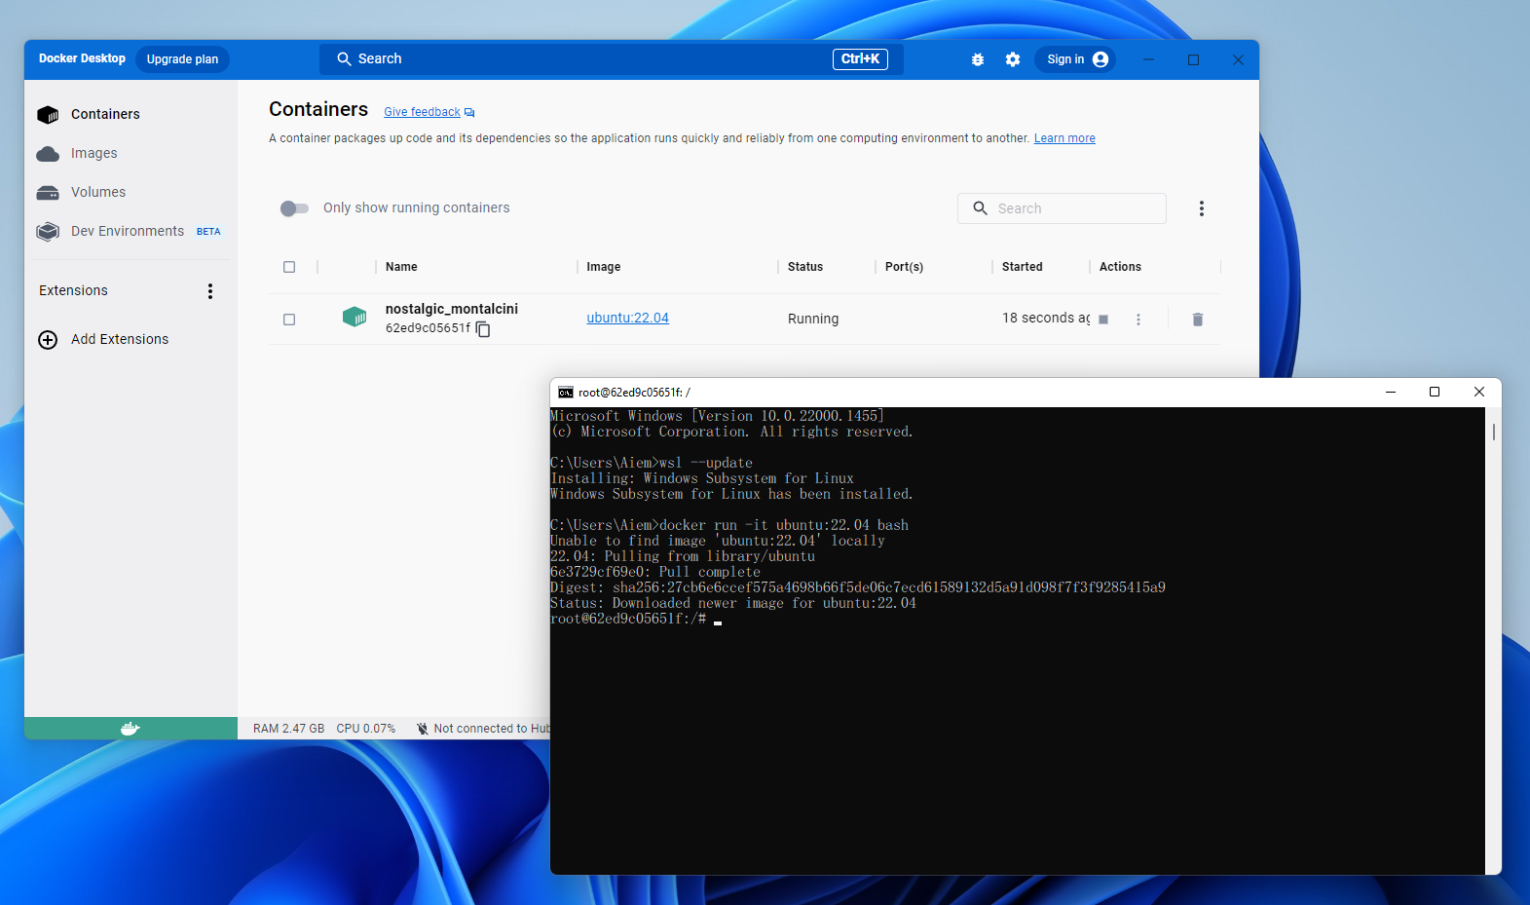 Docker Desktop
Upgrade plan
Search
Ctrl+K
Sign in
Containers
Images
Volumes
Dev Environments BETA
Extensions
Add Extensions
Containers
Give feedback
A container packages up code and its dependencies so the application runs quickly and reliably from one computing environment to another. Learn more
Only show running containers
Search
Name Image Status Port(s) Started Actions
nostalgic_montalcini
62ed9c05651f
ubuntu:22.04
Running
18 seconds ag
RAM 2.47 GB CPU 0.07% Not connected to Hub
root@62ed9c05651f: /
Microsoft Windows [Version 10.0.22000.1455]
(c) Microsoft Corporation. All rights reserved.
C:\Users\Aiem>wsl --update
Installing: Windows Subsystem for Linux
Windows Subsystem for Linux has been installed.
C:\Users\Aiem>docker run -it ubuntu:22.04 bash
Unable to find image 'ubuntu:22.04' locally
22.04: Pulling from library/ubuntu
6e3729cf69e0: Pull complete
Digest: sha256:27cb6e6ccef575a4698b66f5de06c7ecd61589132d5a91d098f7f3f9285415a9
Status: Downloaded newer image for ubuntu:22.04
root@62ed9c05651f:/#